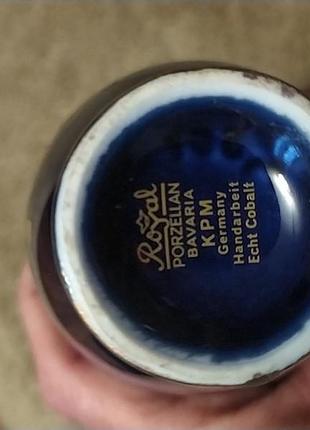 Royal
PORZELLAN
BAVARIA
KPM
Germany
Handarbeit
Echt Cobalt